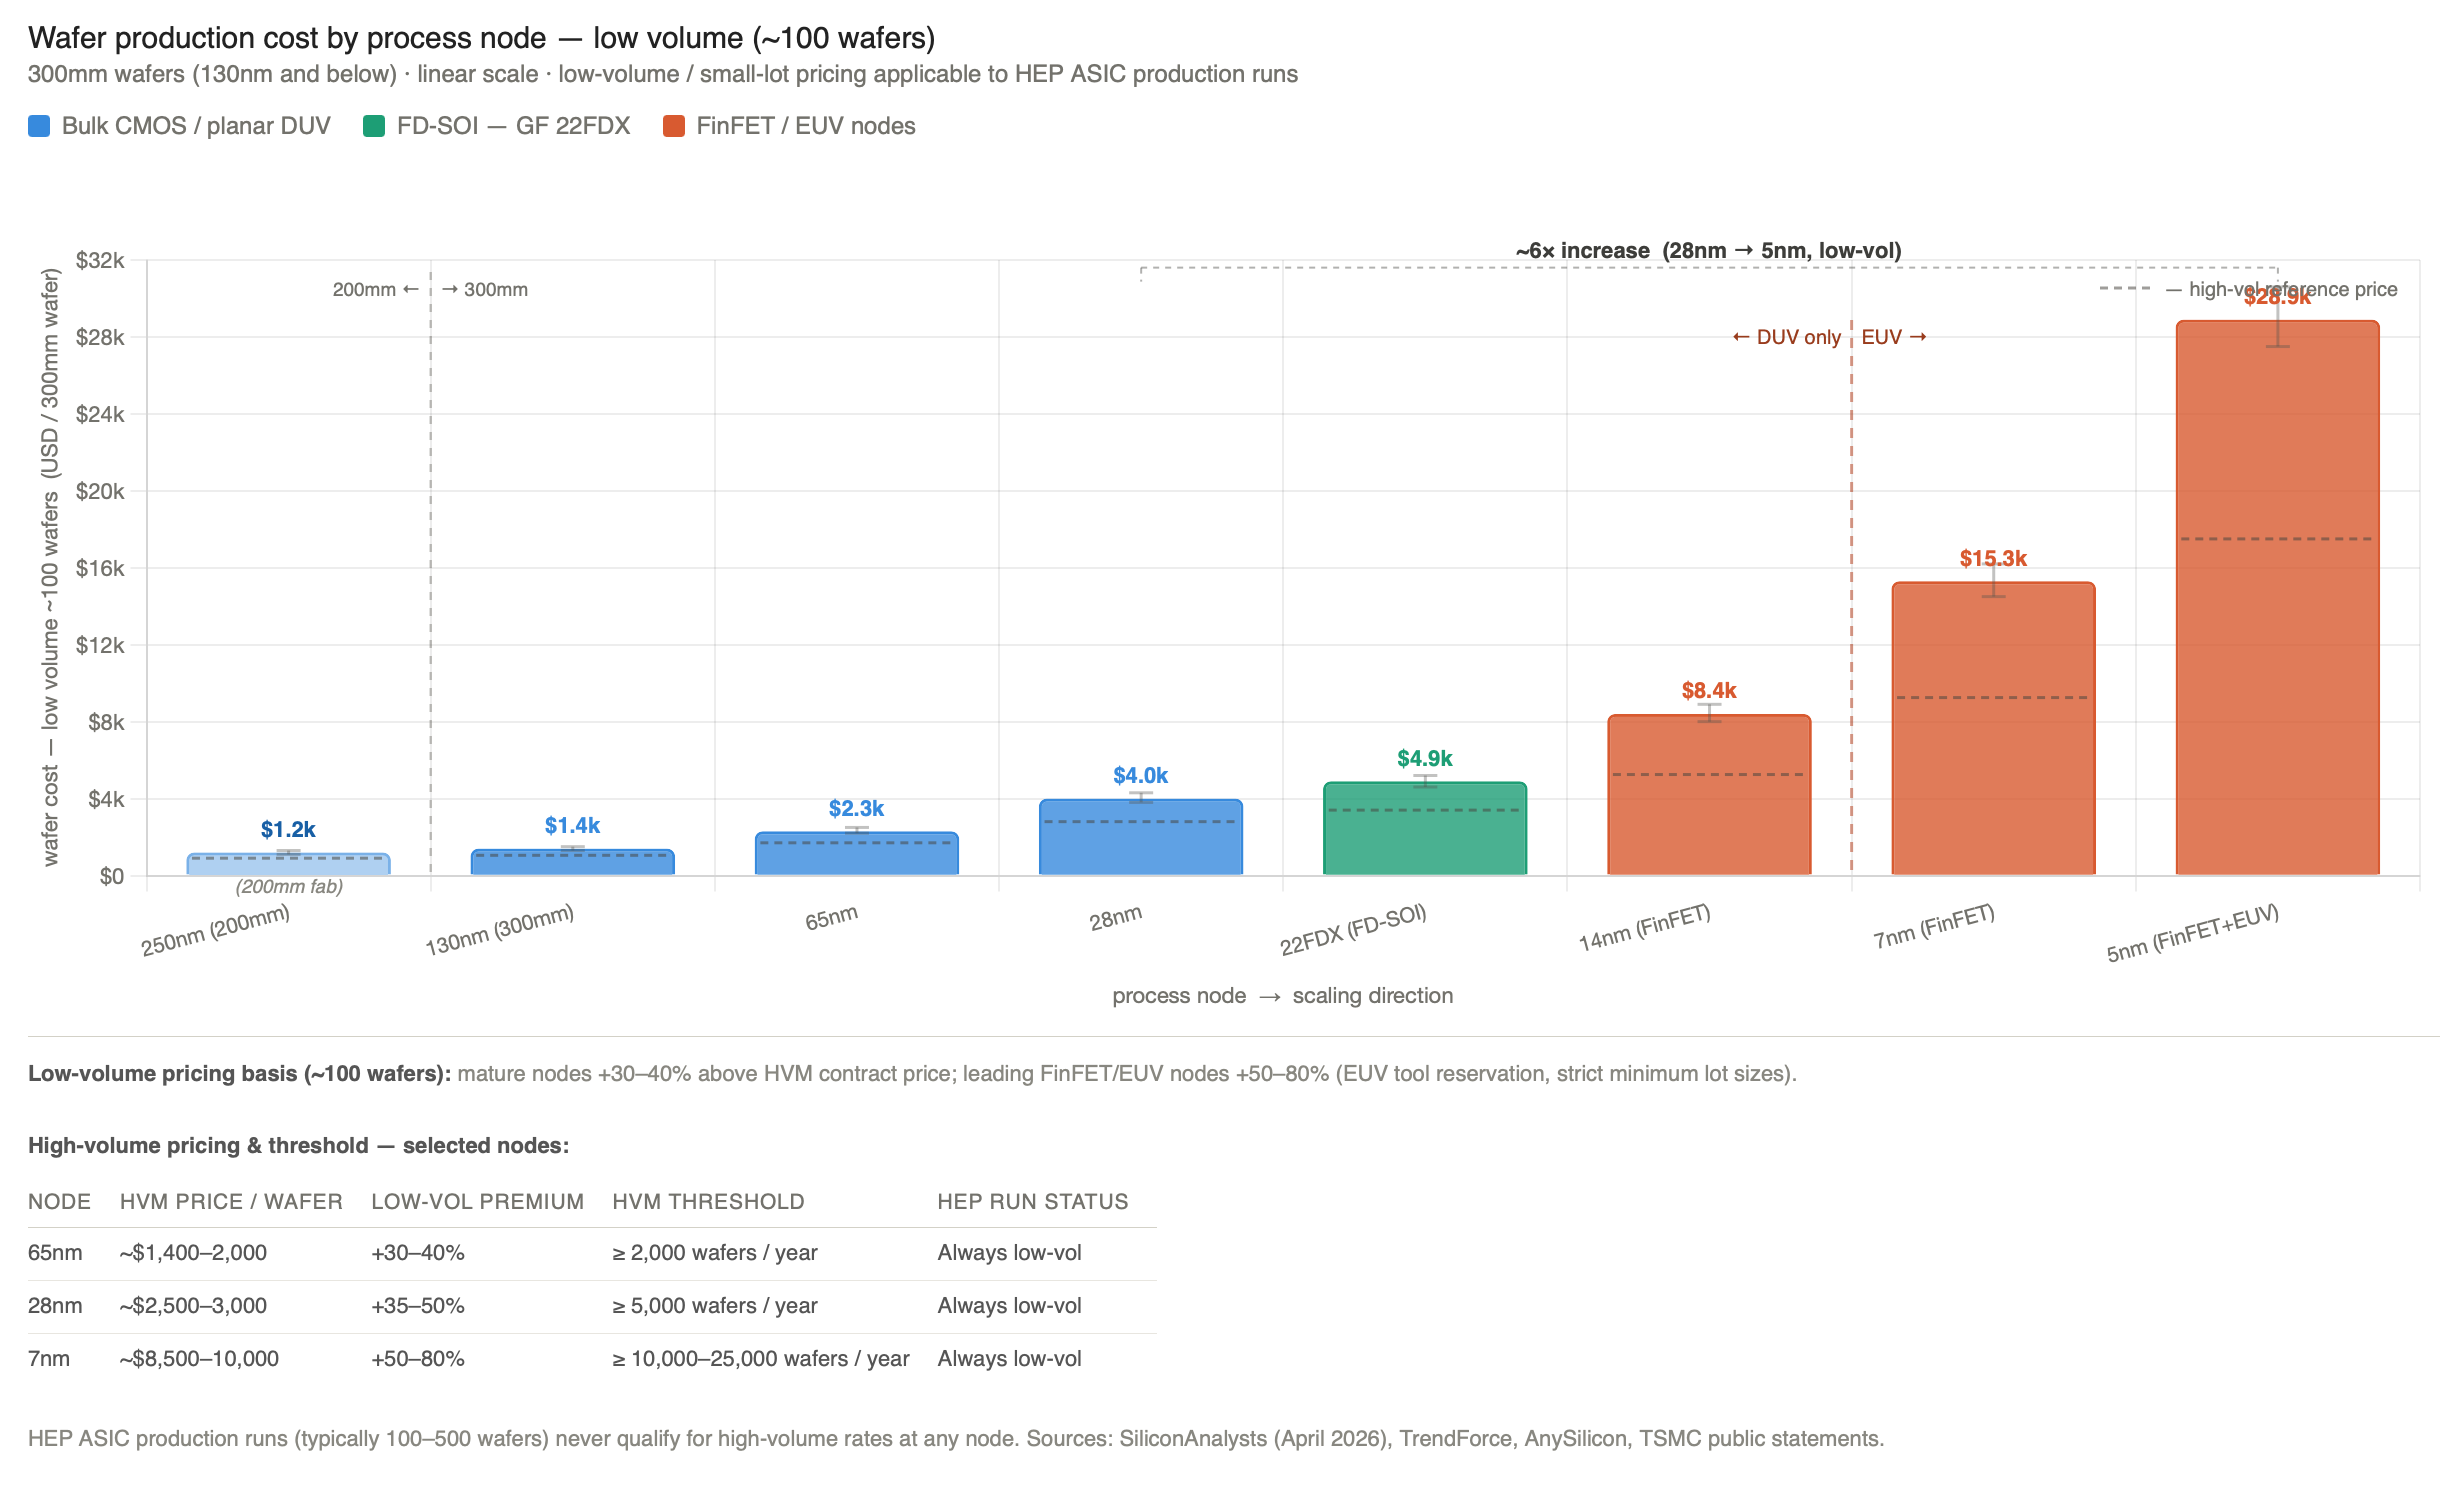 Wafer production cost by process node — low volume (~100 wafers)
300mm wafers (130nm and below) · linear scale · low-volume / small-lot pricing applicable to HEP ASIC production runs
Bulk CMOS / planar DUV
FD-SOI — GF 22FDX
FinFET / EUV nodes
~6× increase (28nm → 5nm, low-vol)
200mm ← → 300mm
— high-vol reference price
← DUV only EUV →
wafer cost — low volume ~100 wafers (USD / 300mm wafer)
$32k
$28k
$24k
$20k
$16k
$12k
$8k
$4k
$0
$1.2k
$1.4k
$2.3k
$4.0k
$4.9k
$8.4k
$15.3k
$28.9k
(200mm fab)
250nm (200mm)
130nm (300mm)
65nm
28nm
22FDX (FD-SOI)
14nm (FinFET)
7nm (FinFET)
5nm (FinFET+EUV)
process node → scaling direction
Low-volume pricing basis (~100 wafers): mature nodes +30–40% above HVM contract price; leading FinFET/EUV nodes +50–80% (EUV tool reservation, strict minimum lot sizes).
High-volume pricing & threshold — selected nodes:
NODE HVM PRICE / WAFER LOW-VOL PREMIUM HVM THRESHOLD HEP RUN STATUS
65nm ~$1,400–2,000 +30–40% ≥ 2,000 wafers / year Always low-vol
28nm ~$2,500–3,000 +35–50% ≥ 5,000 wafers / year Always low-vol
7nm ~$8,500–10,000 +50–80% ≥ 10,000–25,000 wafers / year Always low-vol
HEP ASIC production runs (typically 100–500 wafers) never qualify for high-volume rates at any node. Sources: SiliconAnalysts (April 2026), TrendForce, AnySilicon, TSMC public statements.